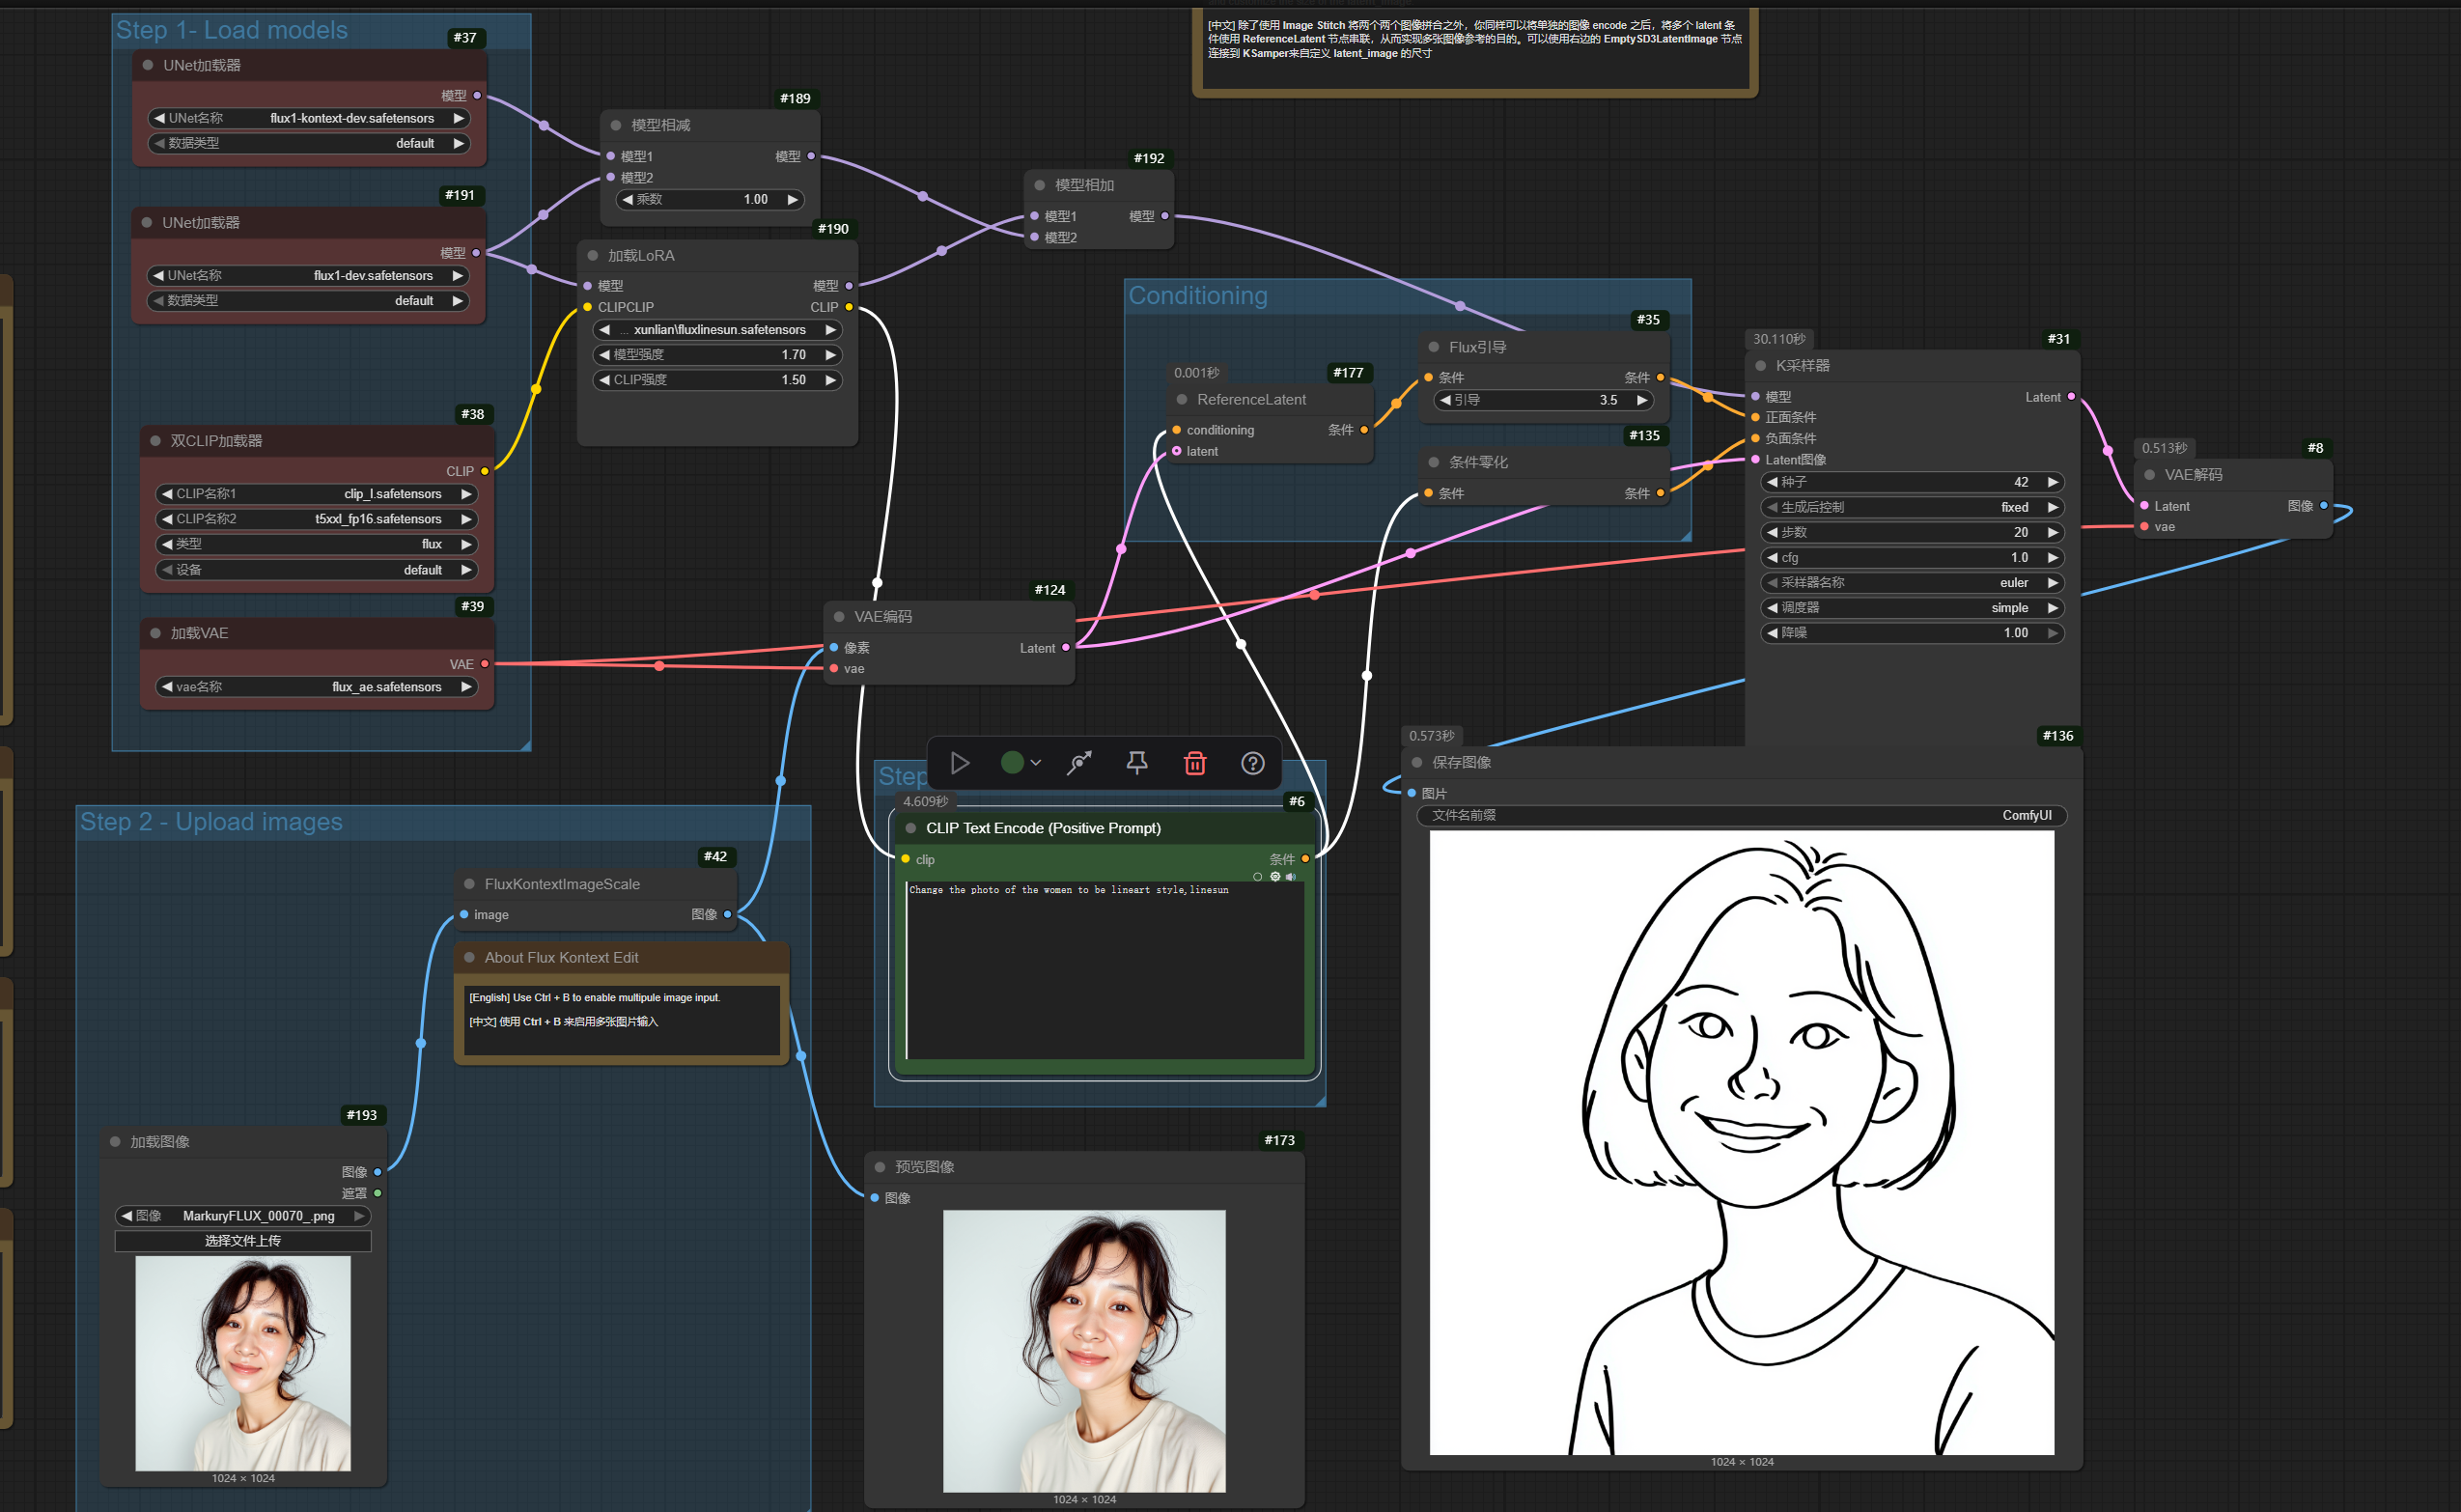 Step 1- Load models
#37
UNet加载器
模型
UNet名称 flux1-kontext-dev.safetensors
数据类型 default
#191
UNet加载器
模型
UNet名称 flux1-dev.safetensors
数据类型 default
#38
双CLIP加载器
CLIP
CLIP名称1 clip_l.safetensors
CLIP名称2 t5xxl_fp16.safetensors
类型 flux
设备 default
#39
加载VAE
VAE
vae名称 flux_ae.safetensors
#189
模型相减
模型1 模型
模型2
乘数 1.00
#190
加载LoRA
模型 模型
CLIPCLIP CLIP
... xunlian\fluxlinesun.safetensors
模型强度 1.70
CLIP强度 1.50
#192
模型相加
模型1 模型
模型2
[中文] 除了使用 Image Stitch 将两个两个图像拼合之外，你同样可以将单独的图像 encode 之后，将多个 latent 条
件使用 ReferenceLatent 节点串联，从而实现多张图像参考的目的。可以使用右边的 EmptySD3LatentImage 节点
连接到 KSamper来自定义 latent_image 的尺寸
Conditioning
0.001秒 #177
ReferenceLatent
conditioning 条件
latent
#35
Flux引导
条件 条件
引导 3.5
#135
条件零化
条件 条件
30.110秒 #31
K采样器
模型 Latent
正面条件
负面条件
Latent图像
种子 42
生成后控制 fixed
步数 20
cfg 1.0
采样器名称 euler
调度器 simple
降噪 1.00
0.513秒 #8
VAE解码
Latent 图像
vae
#124
VAE编码
像素 Latent
vae
Step
4.609秒 #6
CLIP Text Encode (Positive Prompt)
clip 条件
Change the photo of the women to be lineart style,linesun
Step 2 - Upload images
#42
FluxKontextImageScale
image 图像
About Flux Kontext Edit
[English] Use Ctrl + B to enable multipule image input.
[中文] 使用 Ctrl + B 来启用多张图片输入
#193
加载图像
图像
遮罩
图像 MarkuryFLUX_00070_.png
选择文件上传
1024 × 1024
#173
预览图像
图像
1024 × 1024
0.573秒 #136
保存图像
图片
文件名前缀 ComfyUI
1024 × 1024